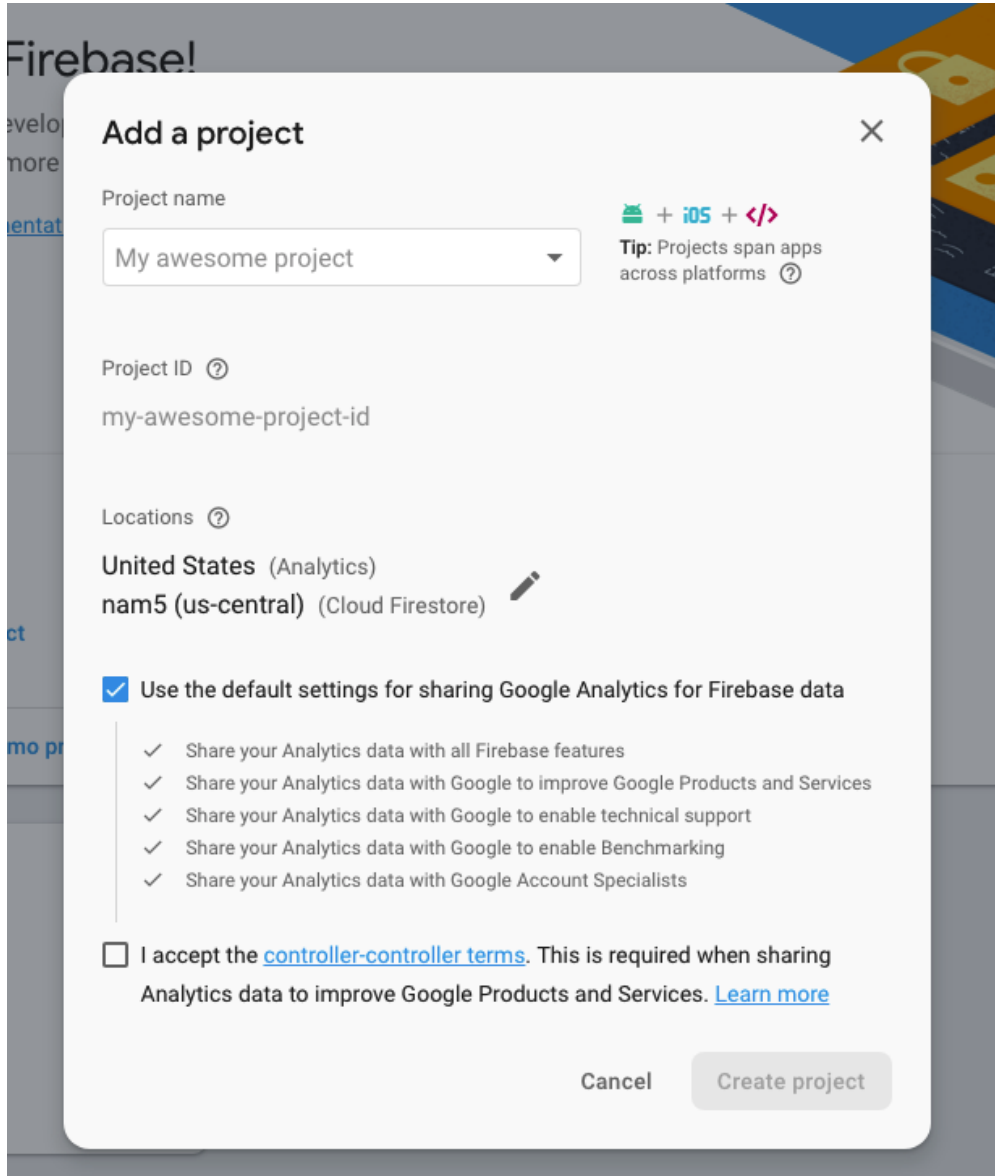 Firebase!
more
Add a project
Project name
My awesome project
+ iOS + </>
Tip: Projects span apps
across platforms ?
Project ID ?
my-awesome-project-id
Locations ?
United States (Analytics)
nam5 (us-central) (Cloud Firestore)
Use the default settings for sharing Google Analytics for Firebase data
Share your Analytics data with all Firebase features
Share your Analytics data with Google to improve Google Products and Services
Share your Analytics data with Google to enable technical support
Share your Analytics data with Google to enable Benchmarking
Share your Analytics data with Google Account Specialists
I accept the controller-controller terms. This is required when sharing
Analytics data to improve Google Products and Services. Learn more
Cancel Create project